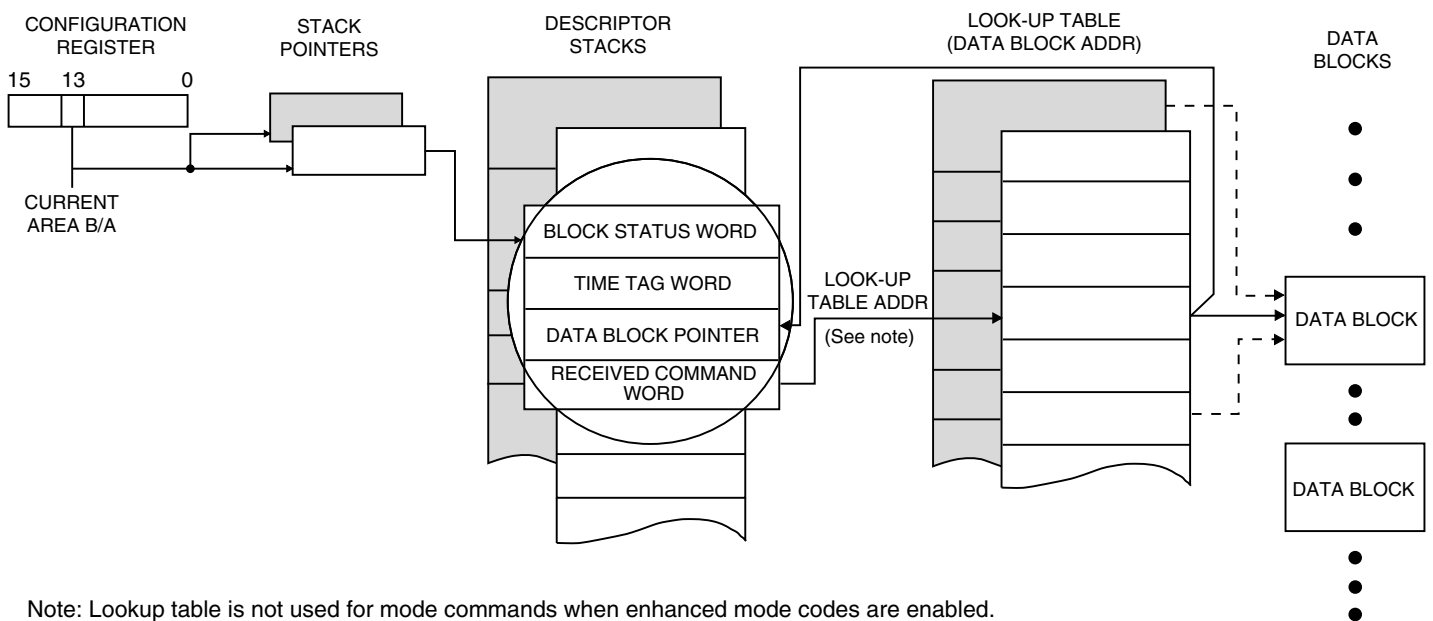 CONFIGURATION
REGISTER
15 13 0
CURRENT
AREA B/A
STACK
POINTERS
DESCRIPTOR
STACKS
BLOCK STATUS WORD
TIME TAG WORD
DATA BLOCK POINTER
RECEIVED COMMAND
WORD
LOOK-UP
TABLE ADDR
(See note)
LOOK-UP TABLE
(DATA BLOCK ADDR)
DATA
BLOCKS
DATA BLOCK
DATA BLOCK
Note: Lookup table is not used for mode commands when enhanced mode codes are enabled.